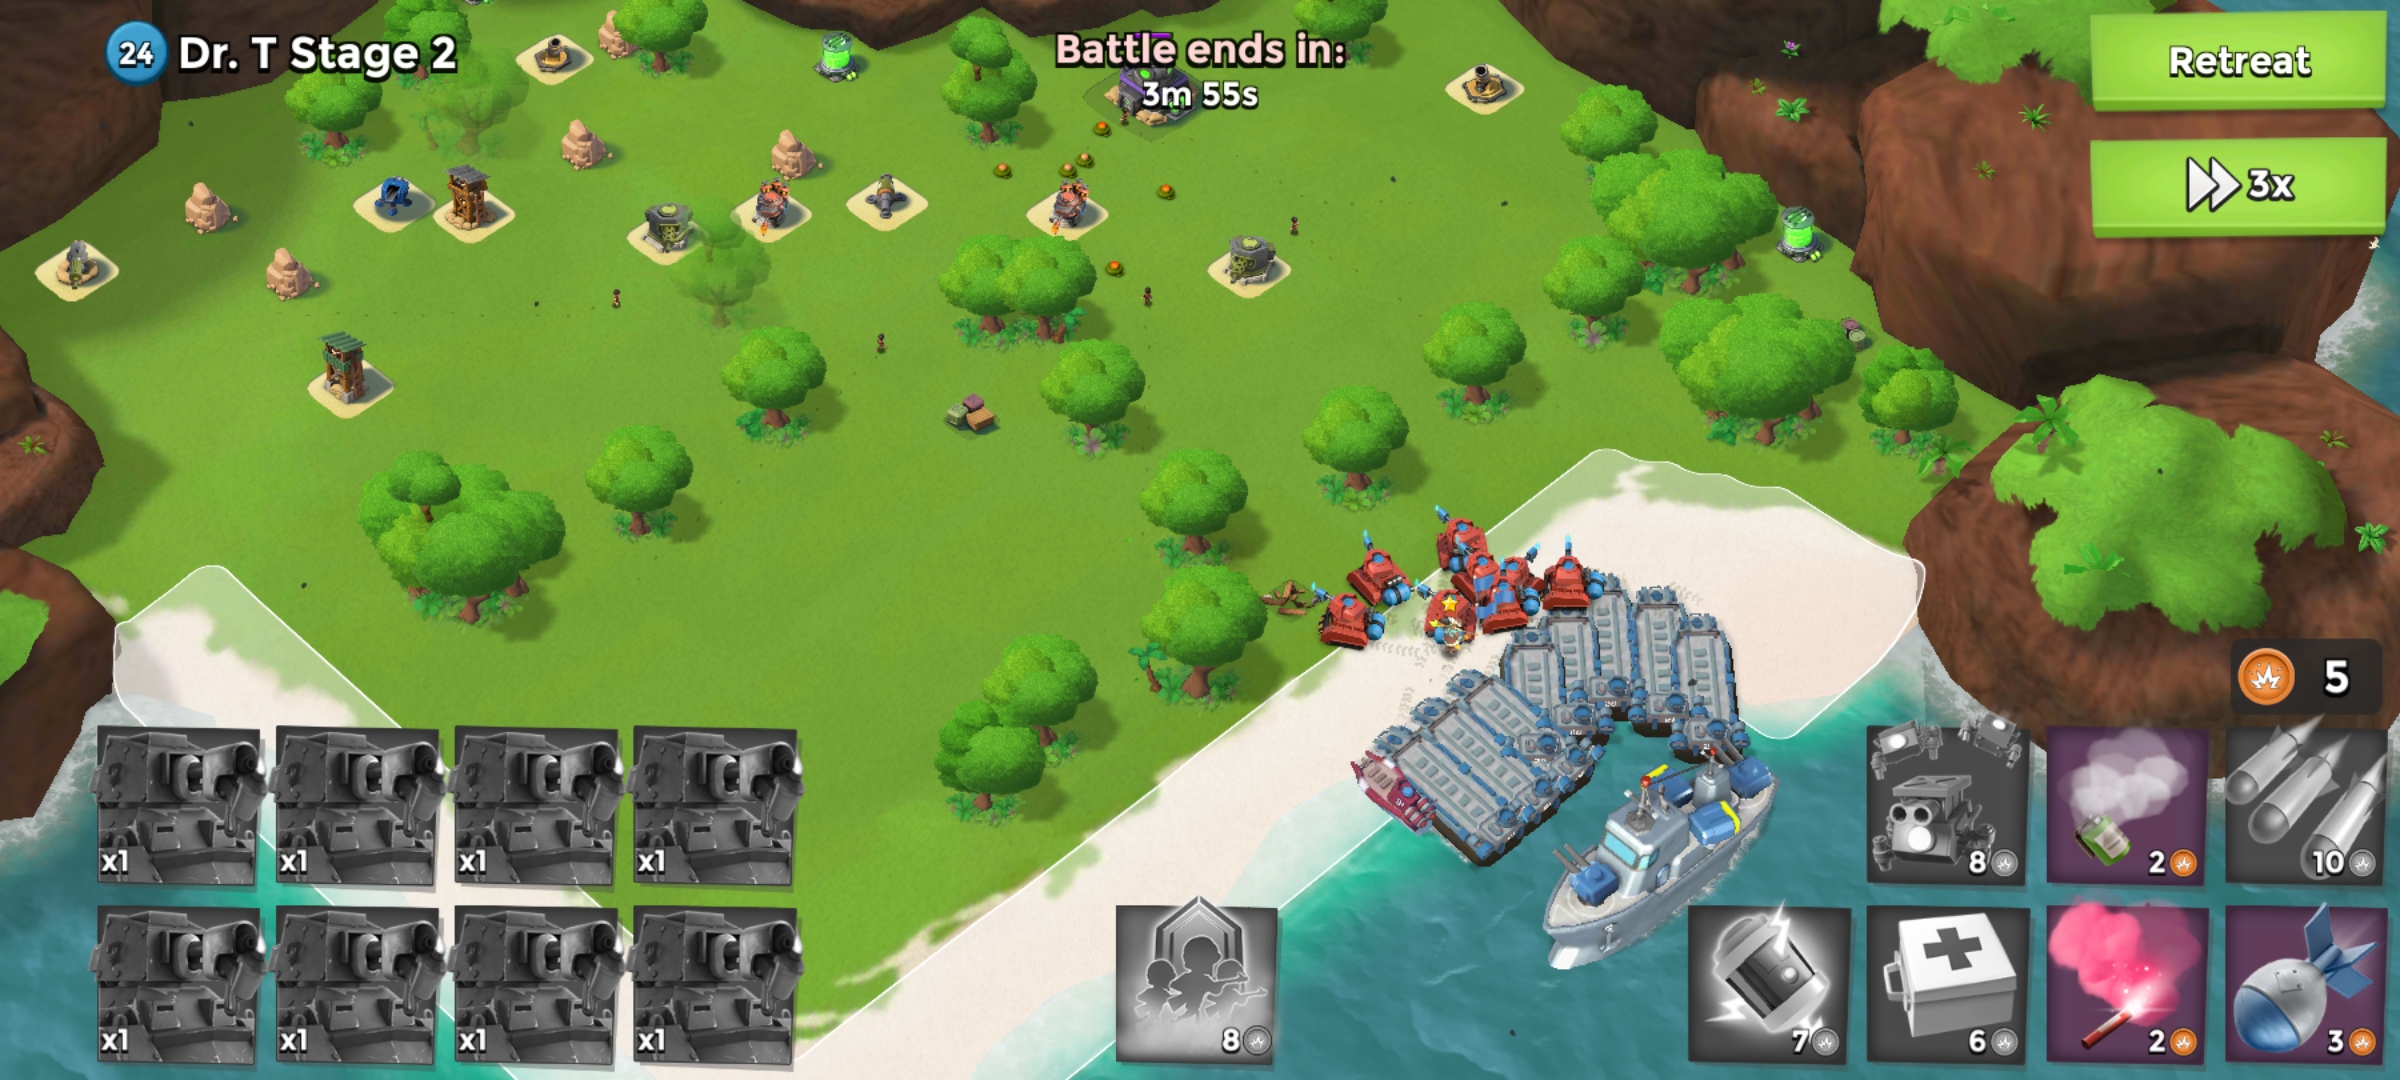 24 Dr. T Stage 2
Battle ends in:
3m 55s
Retreat
3x
5
8
2
10
x1
x1
x1
x1
8
7
6
2
3
x1
x1
x1
x1